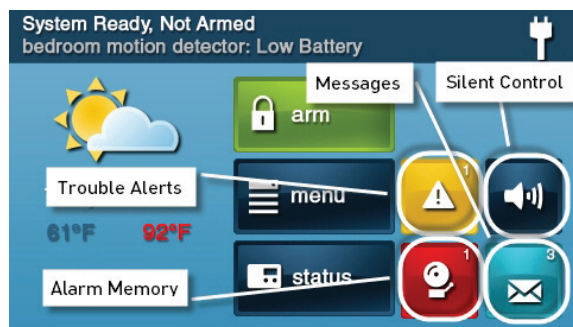 System Ready, Not Armed
bedroom motion detector: Low Battery
Messages
Silent Control
arm
Trouble Alerts
menu
1
61°F
92°F
Alarm Memory
status
1
3